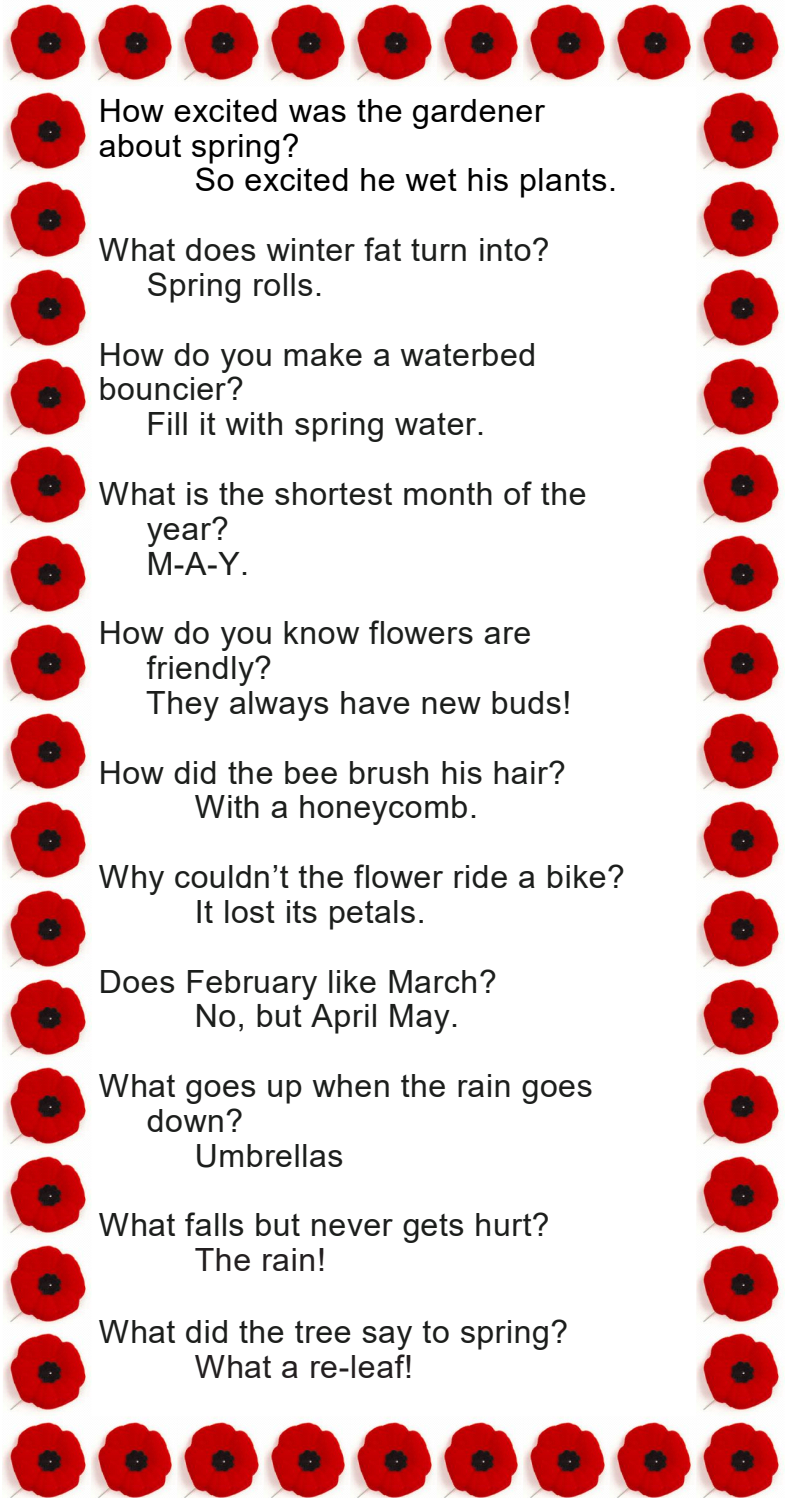 How excited was the gardener
about spring?
So excited he wet his plants.
What does winter fat turn into?
Spring rolls.
How do you make a waterbed
bouncier?
Fill it with spring water.
What is the shortest month of the
year?
M-A-Y.
How do you know flowers are
friendly?
They always have new buds!
How did the bee brush his hair?
With a honeycomb.
Why couldn’t the flower ride a bike?
It lost its petals.
Does February like March?
No, but April May.
What goes up when the rain goes
down?
Umbrellas
What falls but never gets hurt?
The rain!
What did the tree say to spring?
What a re-leaf!